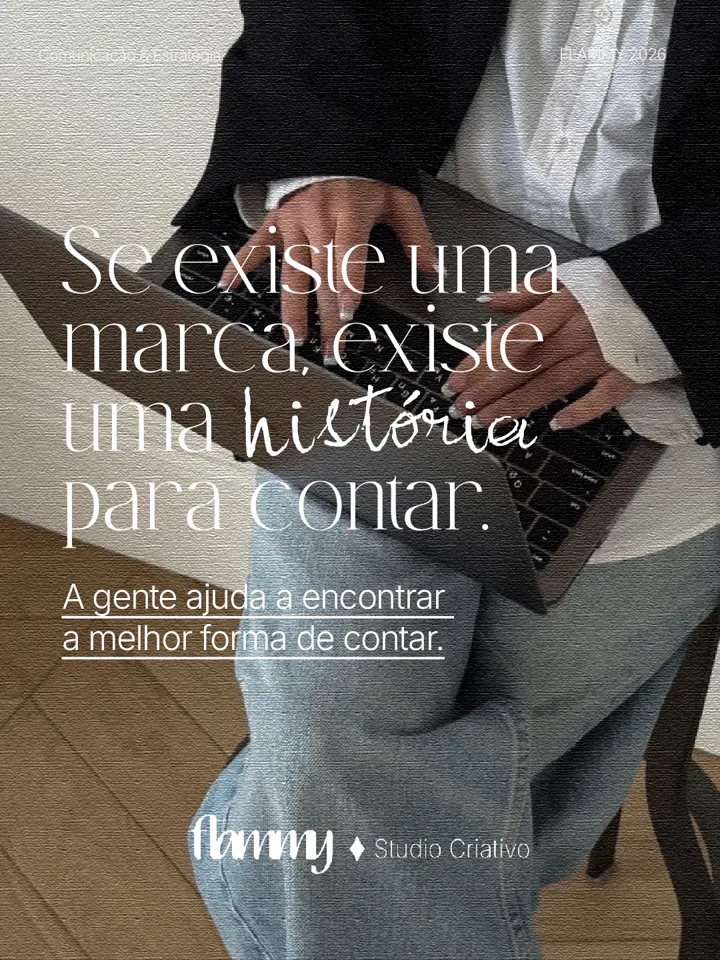 Comunicação & Estratégia
FLAMMY 2026
Se existe uma
marca, existe
uma história
para contar.
A gente ajuda a encontrar
a melhor forma de contar.
flammy ♦ Studio Criativo